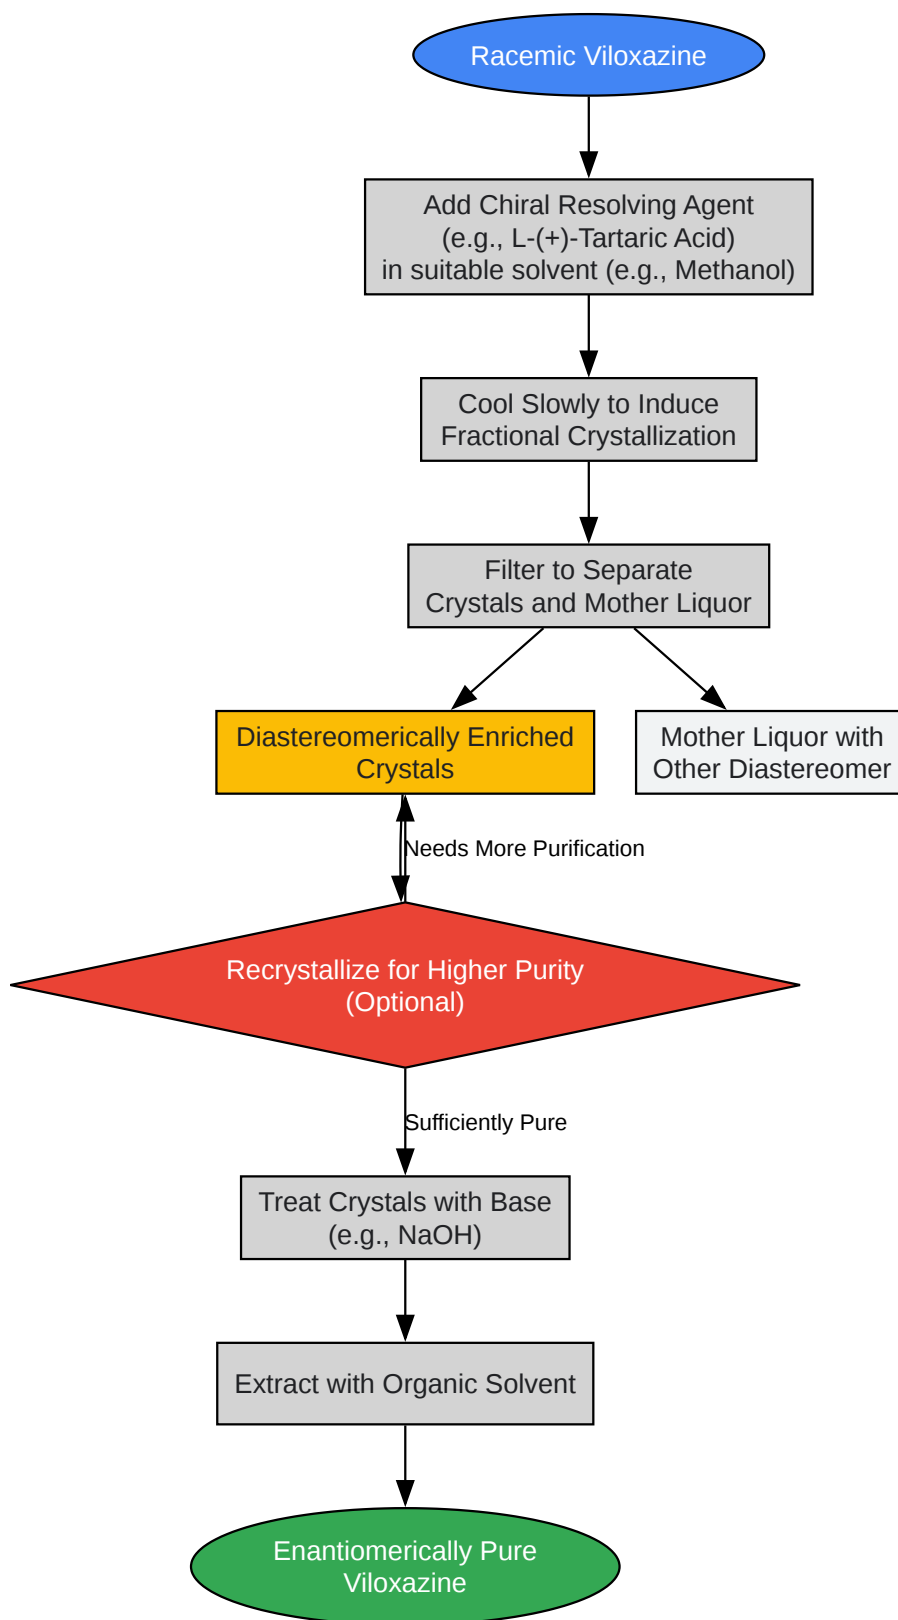 Racemic Viloxazine
Add Chiral Resolving Agent
(e.g., L-(+)-Tartaric Acid)
in suitable solvent (e.g., Methanol)
Cool Slowly to Induce
Fractional Crystallization
Filter to Separate
Crystals and Mother Liquor
Diastereomerically Enriched
Crystals
Mother Liquor with
Other Diastereomer
Needs More Purification
Recrystallize for Higher Purity
(Optional)
Sufficiently Pure
Treat Crystals with Base
(e.g., NaOH)
Extract with Organic Solvent
Enantiomerically Pure
Viloxazine